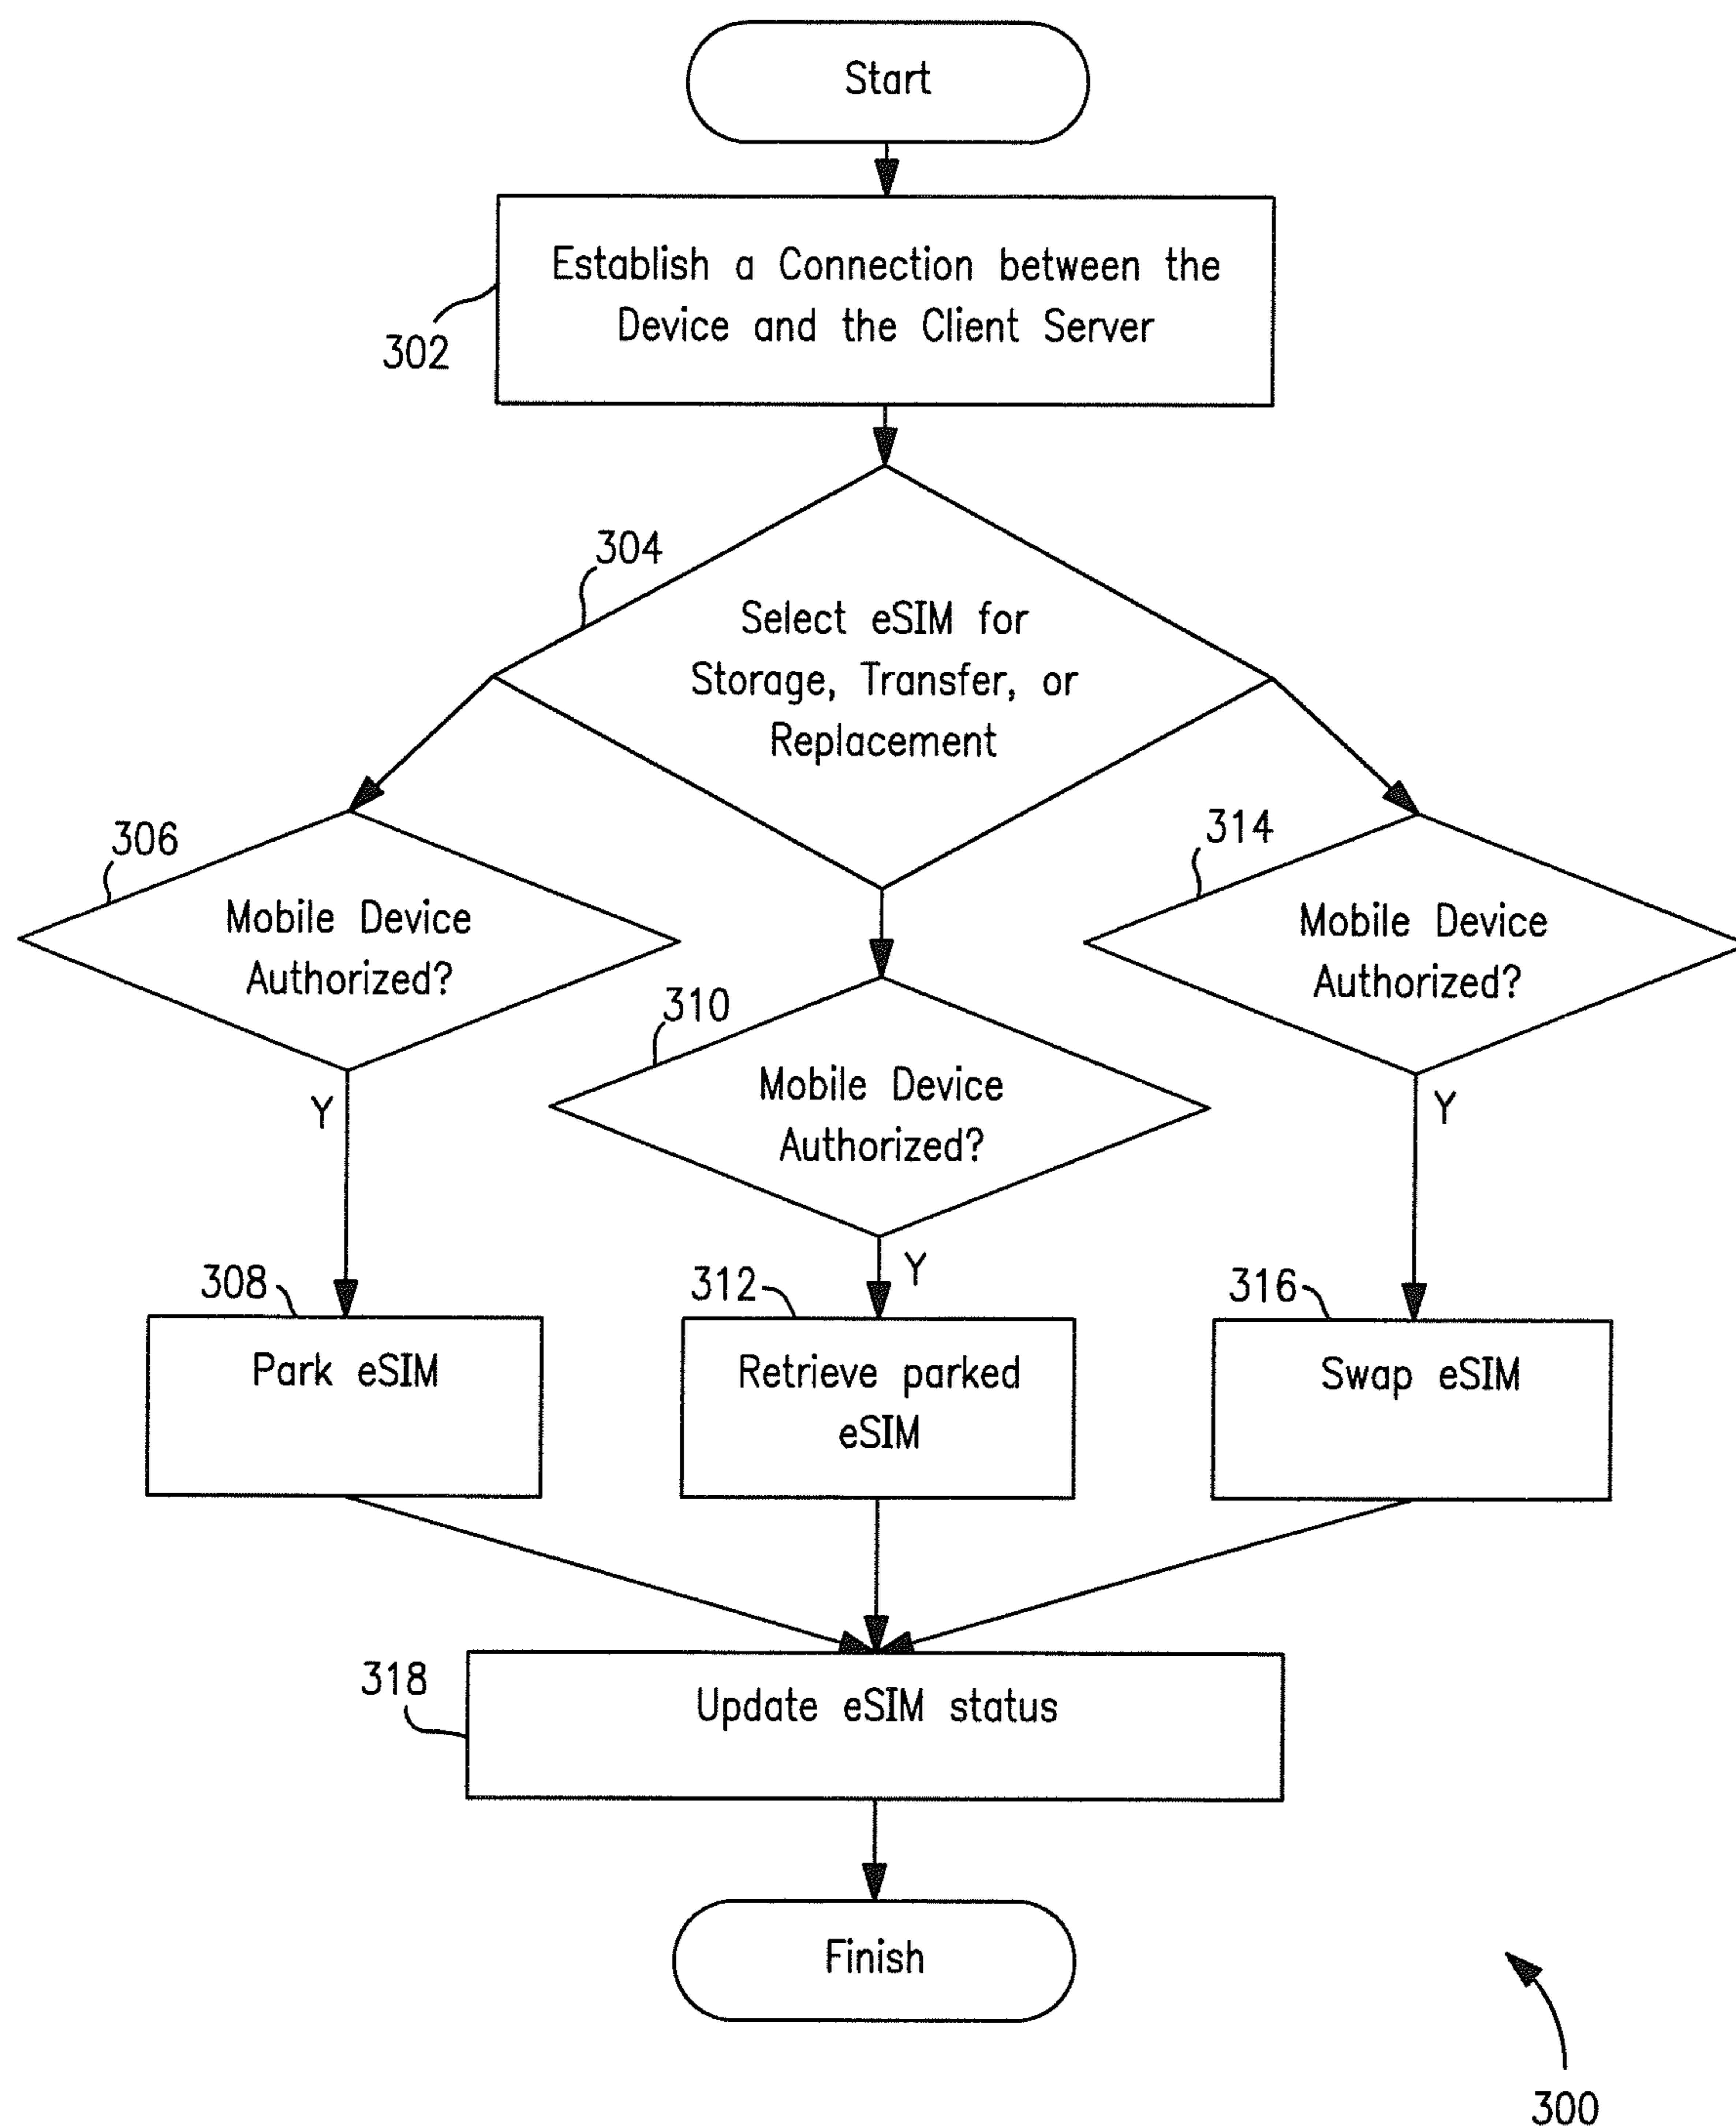 Start
Establish a Connection between the
Device and the Client Server
302
304
Select eSIM for
Storage, Transfer, or
Replacement
306
Mobile Device
Authorized?
314
Mobile Device
Authorized?
310
Mobile Device
Authorized?
Y
Y
Y
308
Park eSIM
312
Retrieve parked
eSIM
316
Swap eSIM
318
Update eSIM status
Finish
300